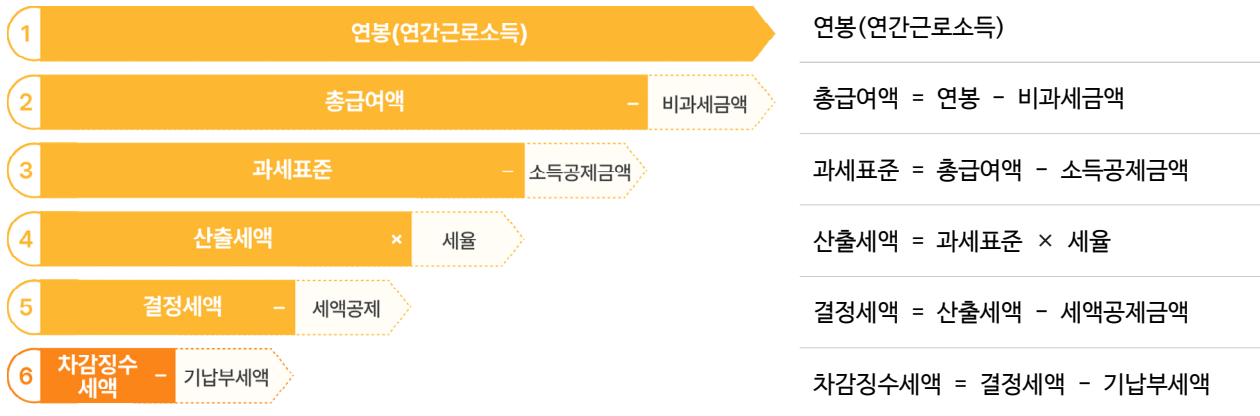 1 연봉(연간근로소득) 연봉(연간근로소득)
2 총급여액 - 비과세금액 총급여액 = 연봉 - 비과세금액
3 과세표준 - 소득공제금액 과세표준 = 총급여액 - 소득공제금액
4 산출세액 × 세율 산출세액 = 과세표준 × 세율
5 결정세액 - 세액공제 결정세액 = 산출세액 - 세액공제금액
6 차감징수
세액 - 기납부세액 차감징수세액 = 결정세액 - 기납부세액